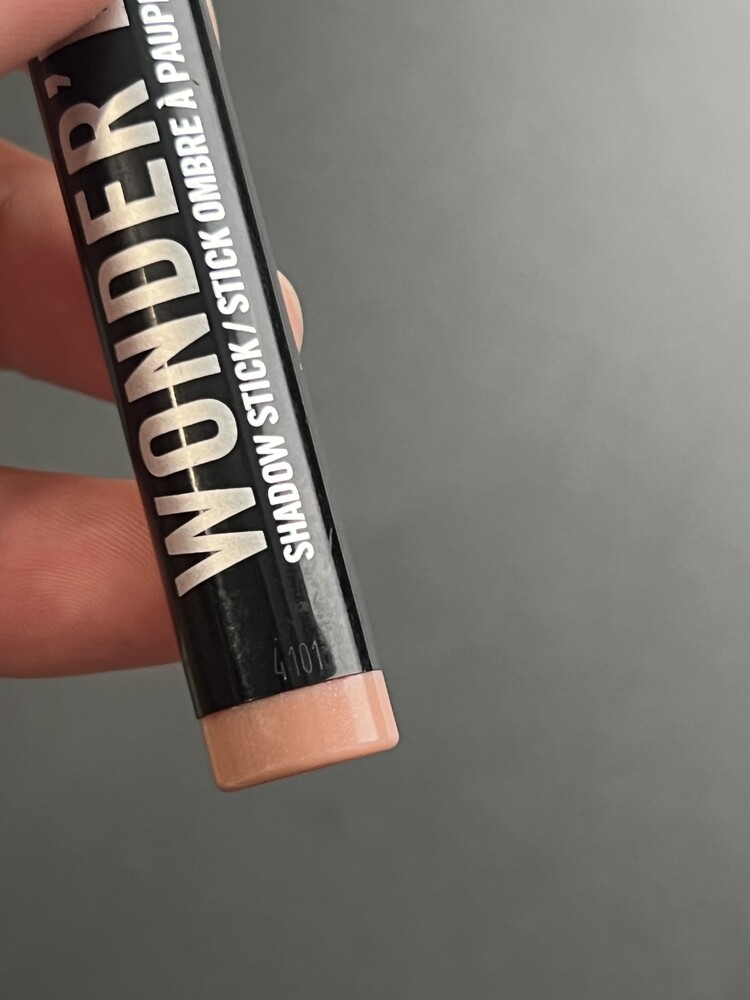 WONDER'
SHADOW STICK / STICK OMBRE À PAUPI
4101